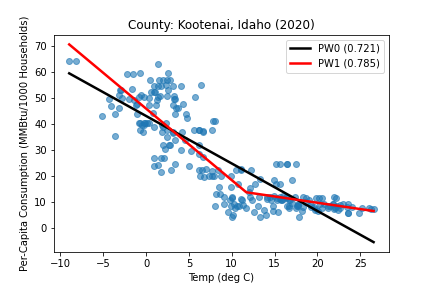 County: Kootenai, Idaho (2020)
PW0 (0.721)
PW1 (0.785)
Per-Capita Consumption (MMBtu/1000 Households)
70
60
50
40
30
20
10
0
−10 −5 0 5 10 15 20 25
Temp (deg C)